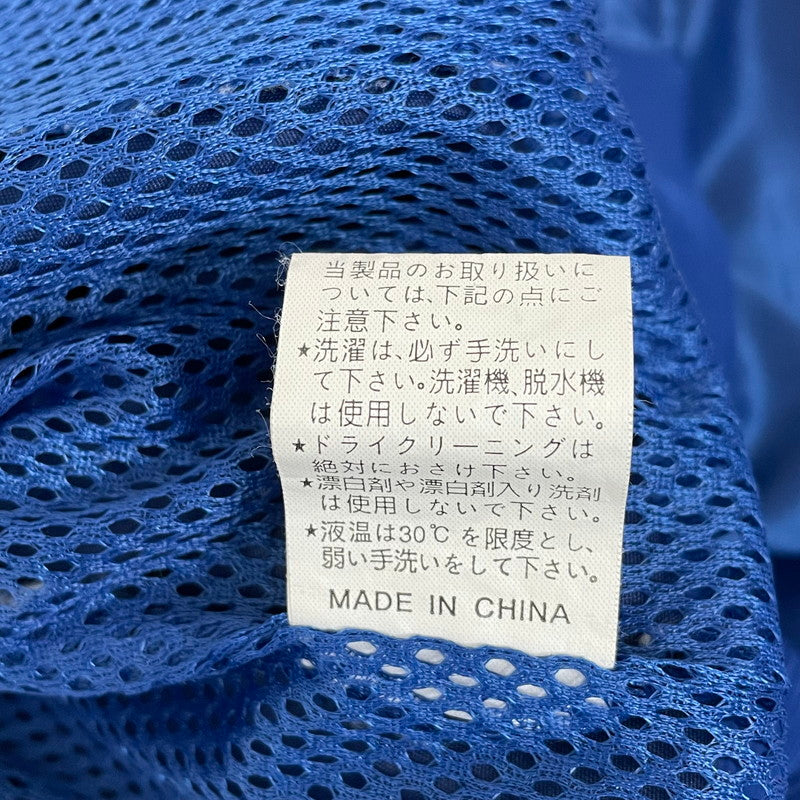 当製品のお取り扱いに
ついては、下記の点にご
注意下さい。
★洗濯は、必ず手洗いにし
て下さい。洗濯機、脱水機
は使用しないで下さい。
★ドライクリーニングは
絶対におさけ下さい。
★漂白剤や漂白剤入り洗剤
は使用しないで下さい。
★液温は30℃を限度とし、
弱い手洗いをして下さい。
MADE IN CHINA